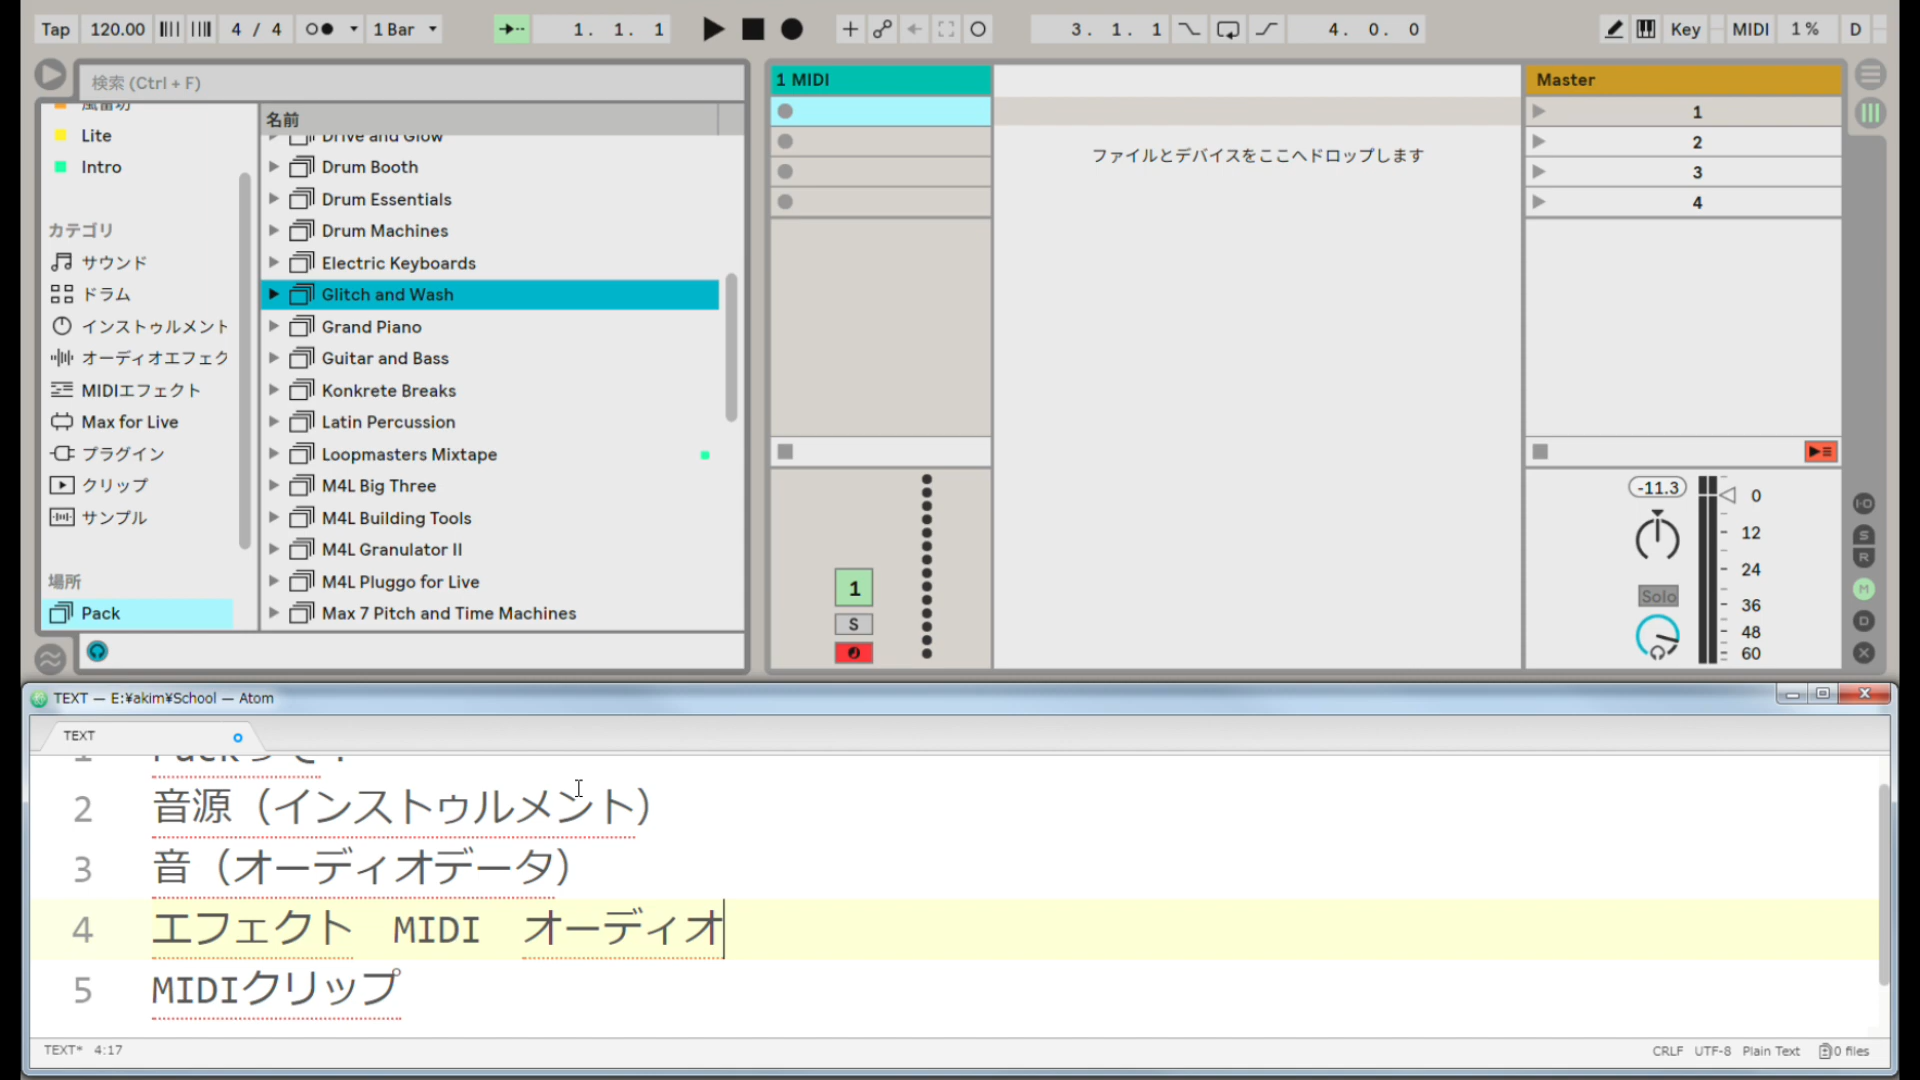 Tap 120.00 4 / 4 1 Bar 1. 1. 1 3. 1. 1 4. 0. 0 Key MIDI 1 % D
検索 (Ctrl + F)
Lite
Intro
カテゴリ
サウンド
ドラム
インストゥルメント
オーディオエフェク
MIDIエフェクト
Max for Live
プラグイン
クリップ
サンプル
場所
Pack
名前
Drive and Glow
Drum Booth
Drum Essentials
Drum Machines
Electric Keyboards
Glitch and Wash
Grand Piano
Guitar and Bass
Konkrete Breaks
Latin Percussion
Loopmasters Mixtape
M4L Big Three
M4L Building Tools
M4L Granulator II
M4L Pluggo for Live
Max 7 Pitch and Time Machines
1 MIDI
ファイルとデバイスをここへドロップします
1
S
Master
1
2
3
4
-11.3
0
12
24
36
48
60
Solo
I·O
S
R
M
D
X
TEXT — E:¥akim¥School — Atom
TEXT
1 Packって？
2 音源（インストゥルメント）
3 音（オーディオデータ）
4 エフェクト　MIDI　オーディオ
5 MIDIクリップ
TEXT* 4:17
CRLF UTF-8 Plain Text 0 files